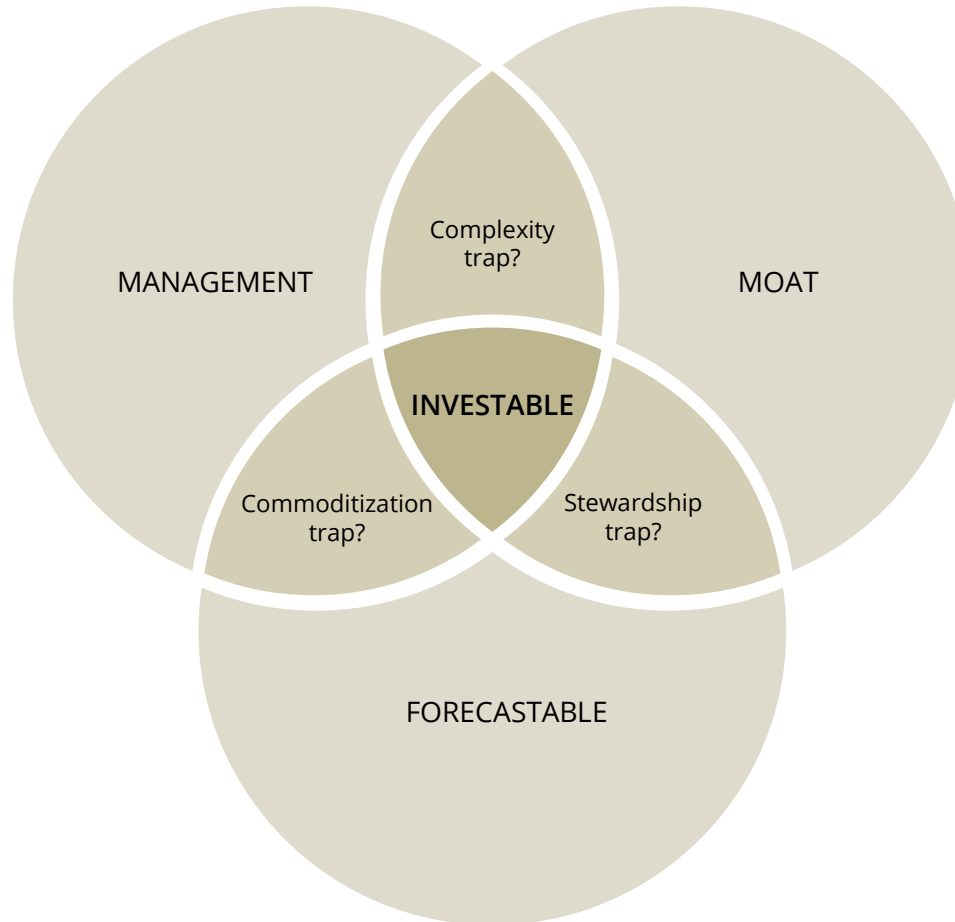 Complexity
trap?
MANAGEMENT
MOAT
INVESTABLE
Commoditization
trap?
Stewardship
trap?
FORECASTABLE